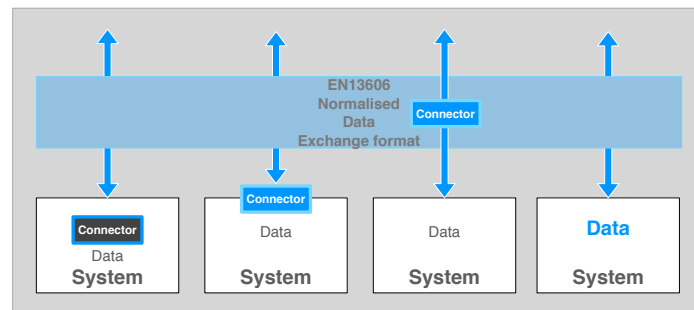 EN13606
Normalised
Data
Exchange format
Connector
Connector
Data
System
Connector
Data
System
Data
System
Data
System